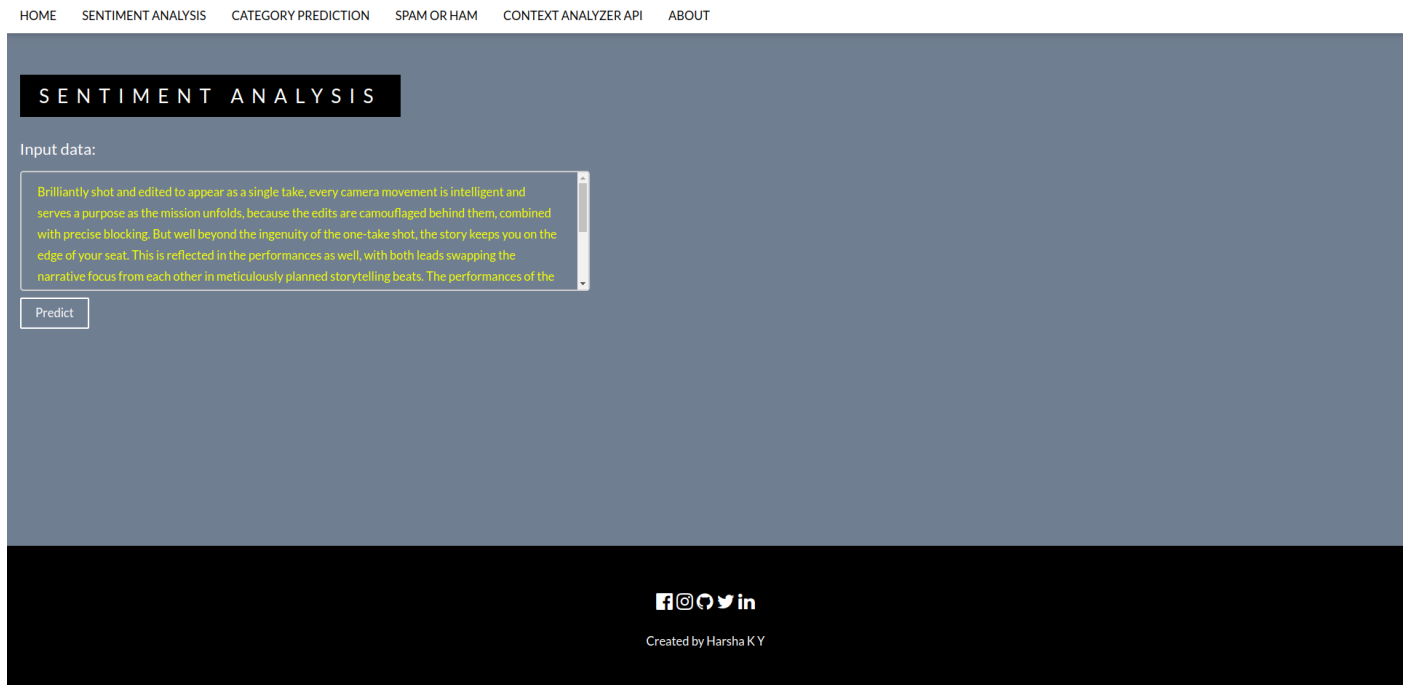 HOME SENTIMENT ANALYSIS CATEGORY PREDICTION SPAM OR HAM CONTEXT ANALYZER API ABOUT
SENTIMENT ANALYSIS
Input data:
Brilliantly shot and edited to appear as a single take, every camera movement is intelligent and
serves a purpose as the mission unfolds, because the edits are camouflaged behind them, combined
with precise blocking. But well beyond the ingenuity of the one-take shot, the story keeps you on the
edge of your seat. This is reflected in the performances as well, with both leads swapping the
narrative focus from each other in meticulously planned storytelling beats. The performances of the
Predict
Created by Harsha K Y